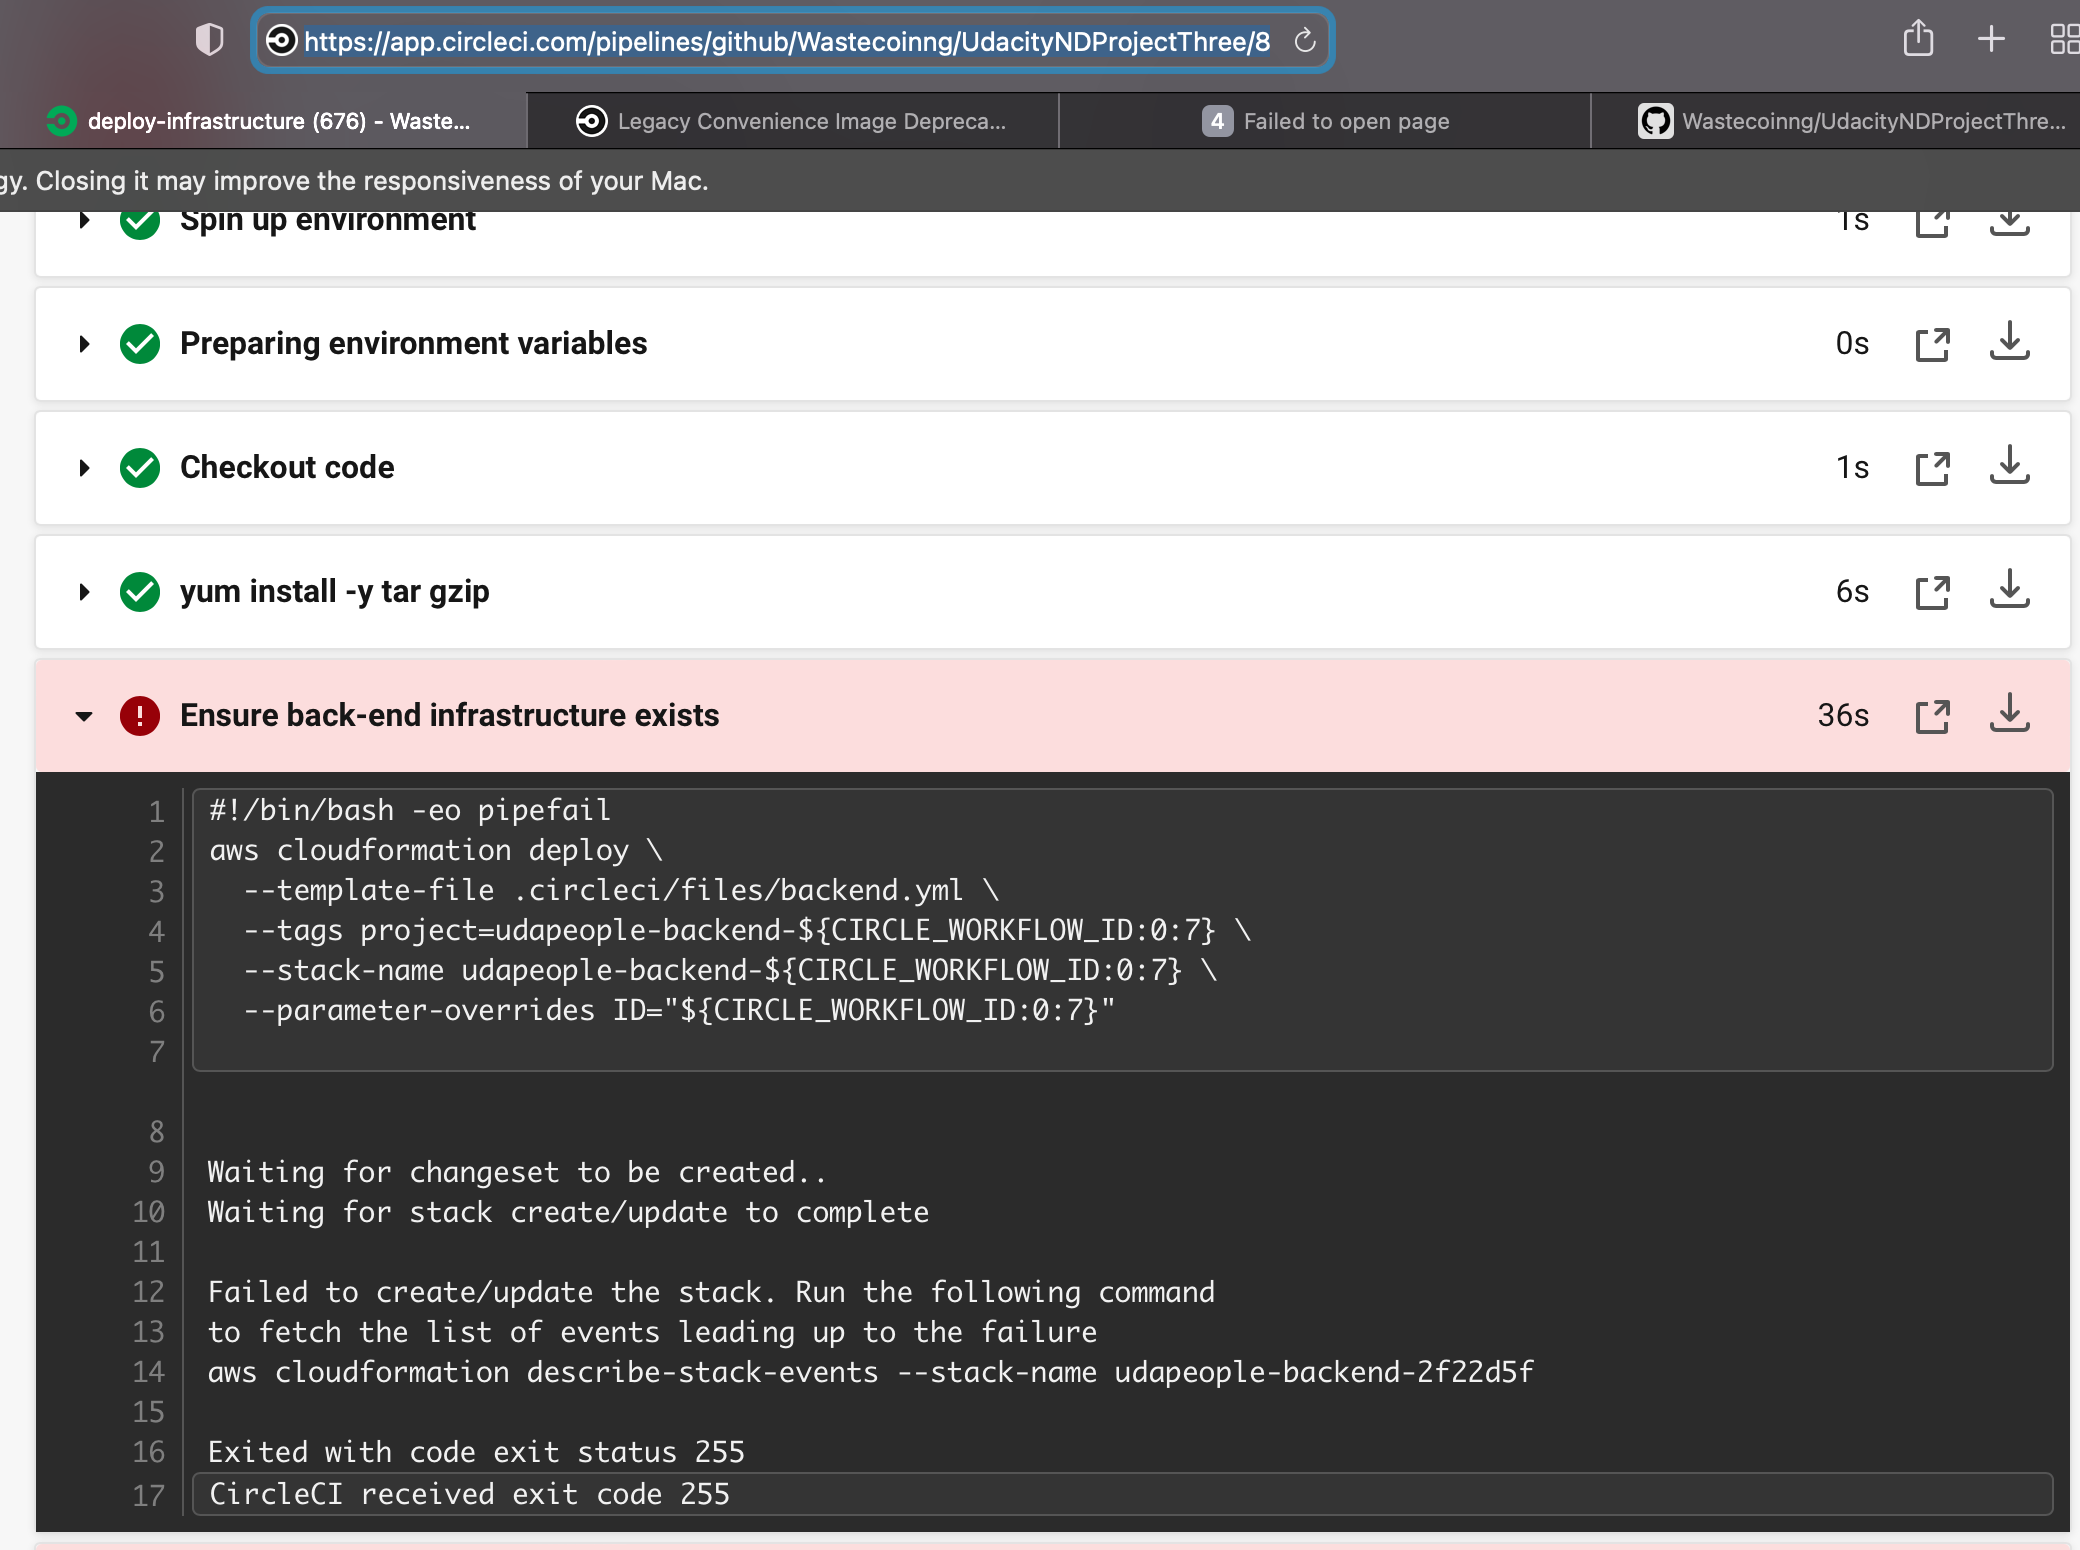 https://app.circleci.com/pipelines/github/Wastecoinng/UdacityNDProjectThree/8
deploy-infrastructure (676) - Waste...
Legacy Convenience Image Depreca...
4 Failed to open page
Wastecoinng/UdacityNDProjectThre...
gy. Closing it may improve the responsiveness of your Mac.
Spin up environment 1s
Preparing environment variables 0s
Checkout code 1s
yum install -y tar gzip 6s
Ensure back-end infrastructure exists 36s
1 #!/bin/bash -eo pipefail
2 aws cloudformation deploy \
3 --template-file .circleci/files/backend.yml \
4 --tags project=udapeople-backend-${CIRCLE_WORKFLOW_ID:0:7} \
5 --stack-name udapeople-backend-${CIRCLE_WORKFLOW_ID:0:7} \
6 --parameter-overrides ID="${CIRCLE_WORKFLOW_ID:0:7}"
7
8
9 Waiting for changeset to be created..
10 Waiting for stack create/update to complete
11
12 Failed to create/update the stack. Run the following command
13 to fetch the list of events leading up to the failure
14 aws cloudformation describe-stack-events --stack-name udapeople-backend-2f22d5f
15
16 Exited with code exit status 255
17 CircleCI received exit code 255